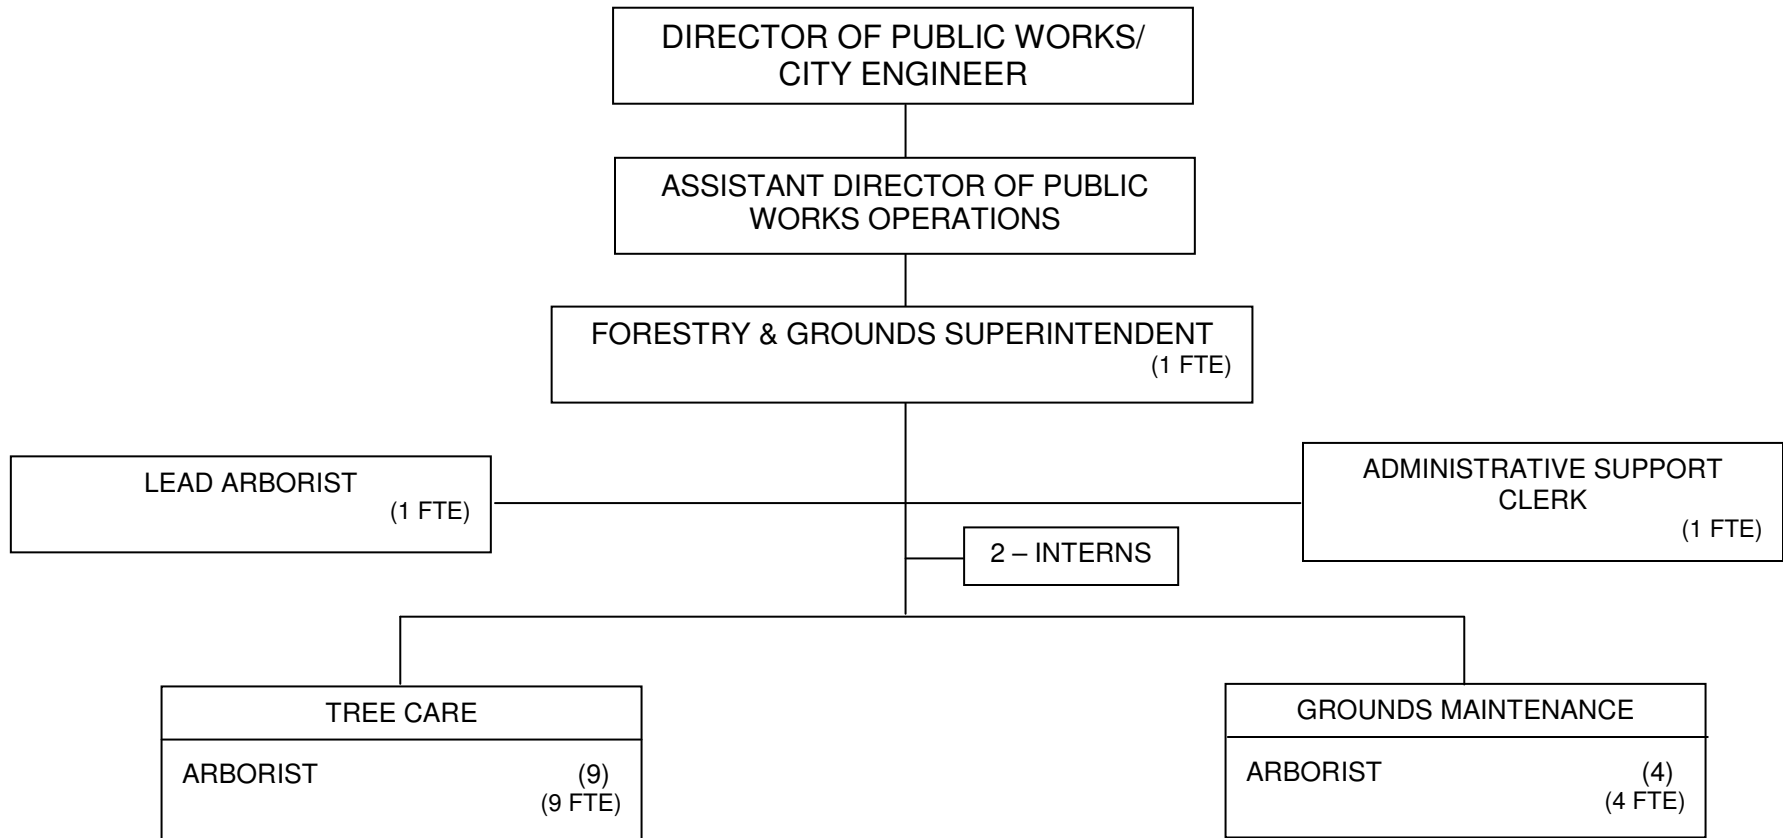 DIRECTOR OF PUBLIC WORKS/
CITY ENGINEER
ASSISTANT DIRECTOR OF PUBLIC
WORKS OPERATIONS
FORESTRY & GROUNDS SUPERINTENDENT
(1 FTE)
LEAD ARBORIST
(1 FTE)
ADMINISTRATIVE SUPPORT
CLERK
(1 FTE)
2 – INTERNS
TREE CARE
ARBORIST (9)
(9 FTE)
GROUNDS MAINTENANCE
ARBORIST (4)
(4 FTE)